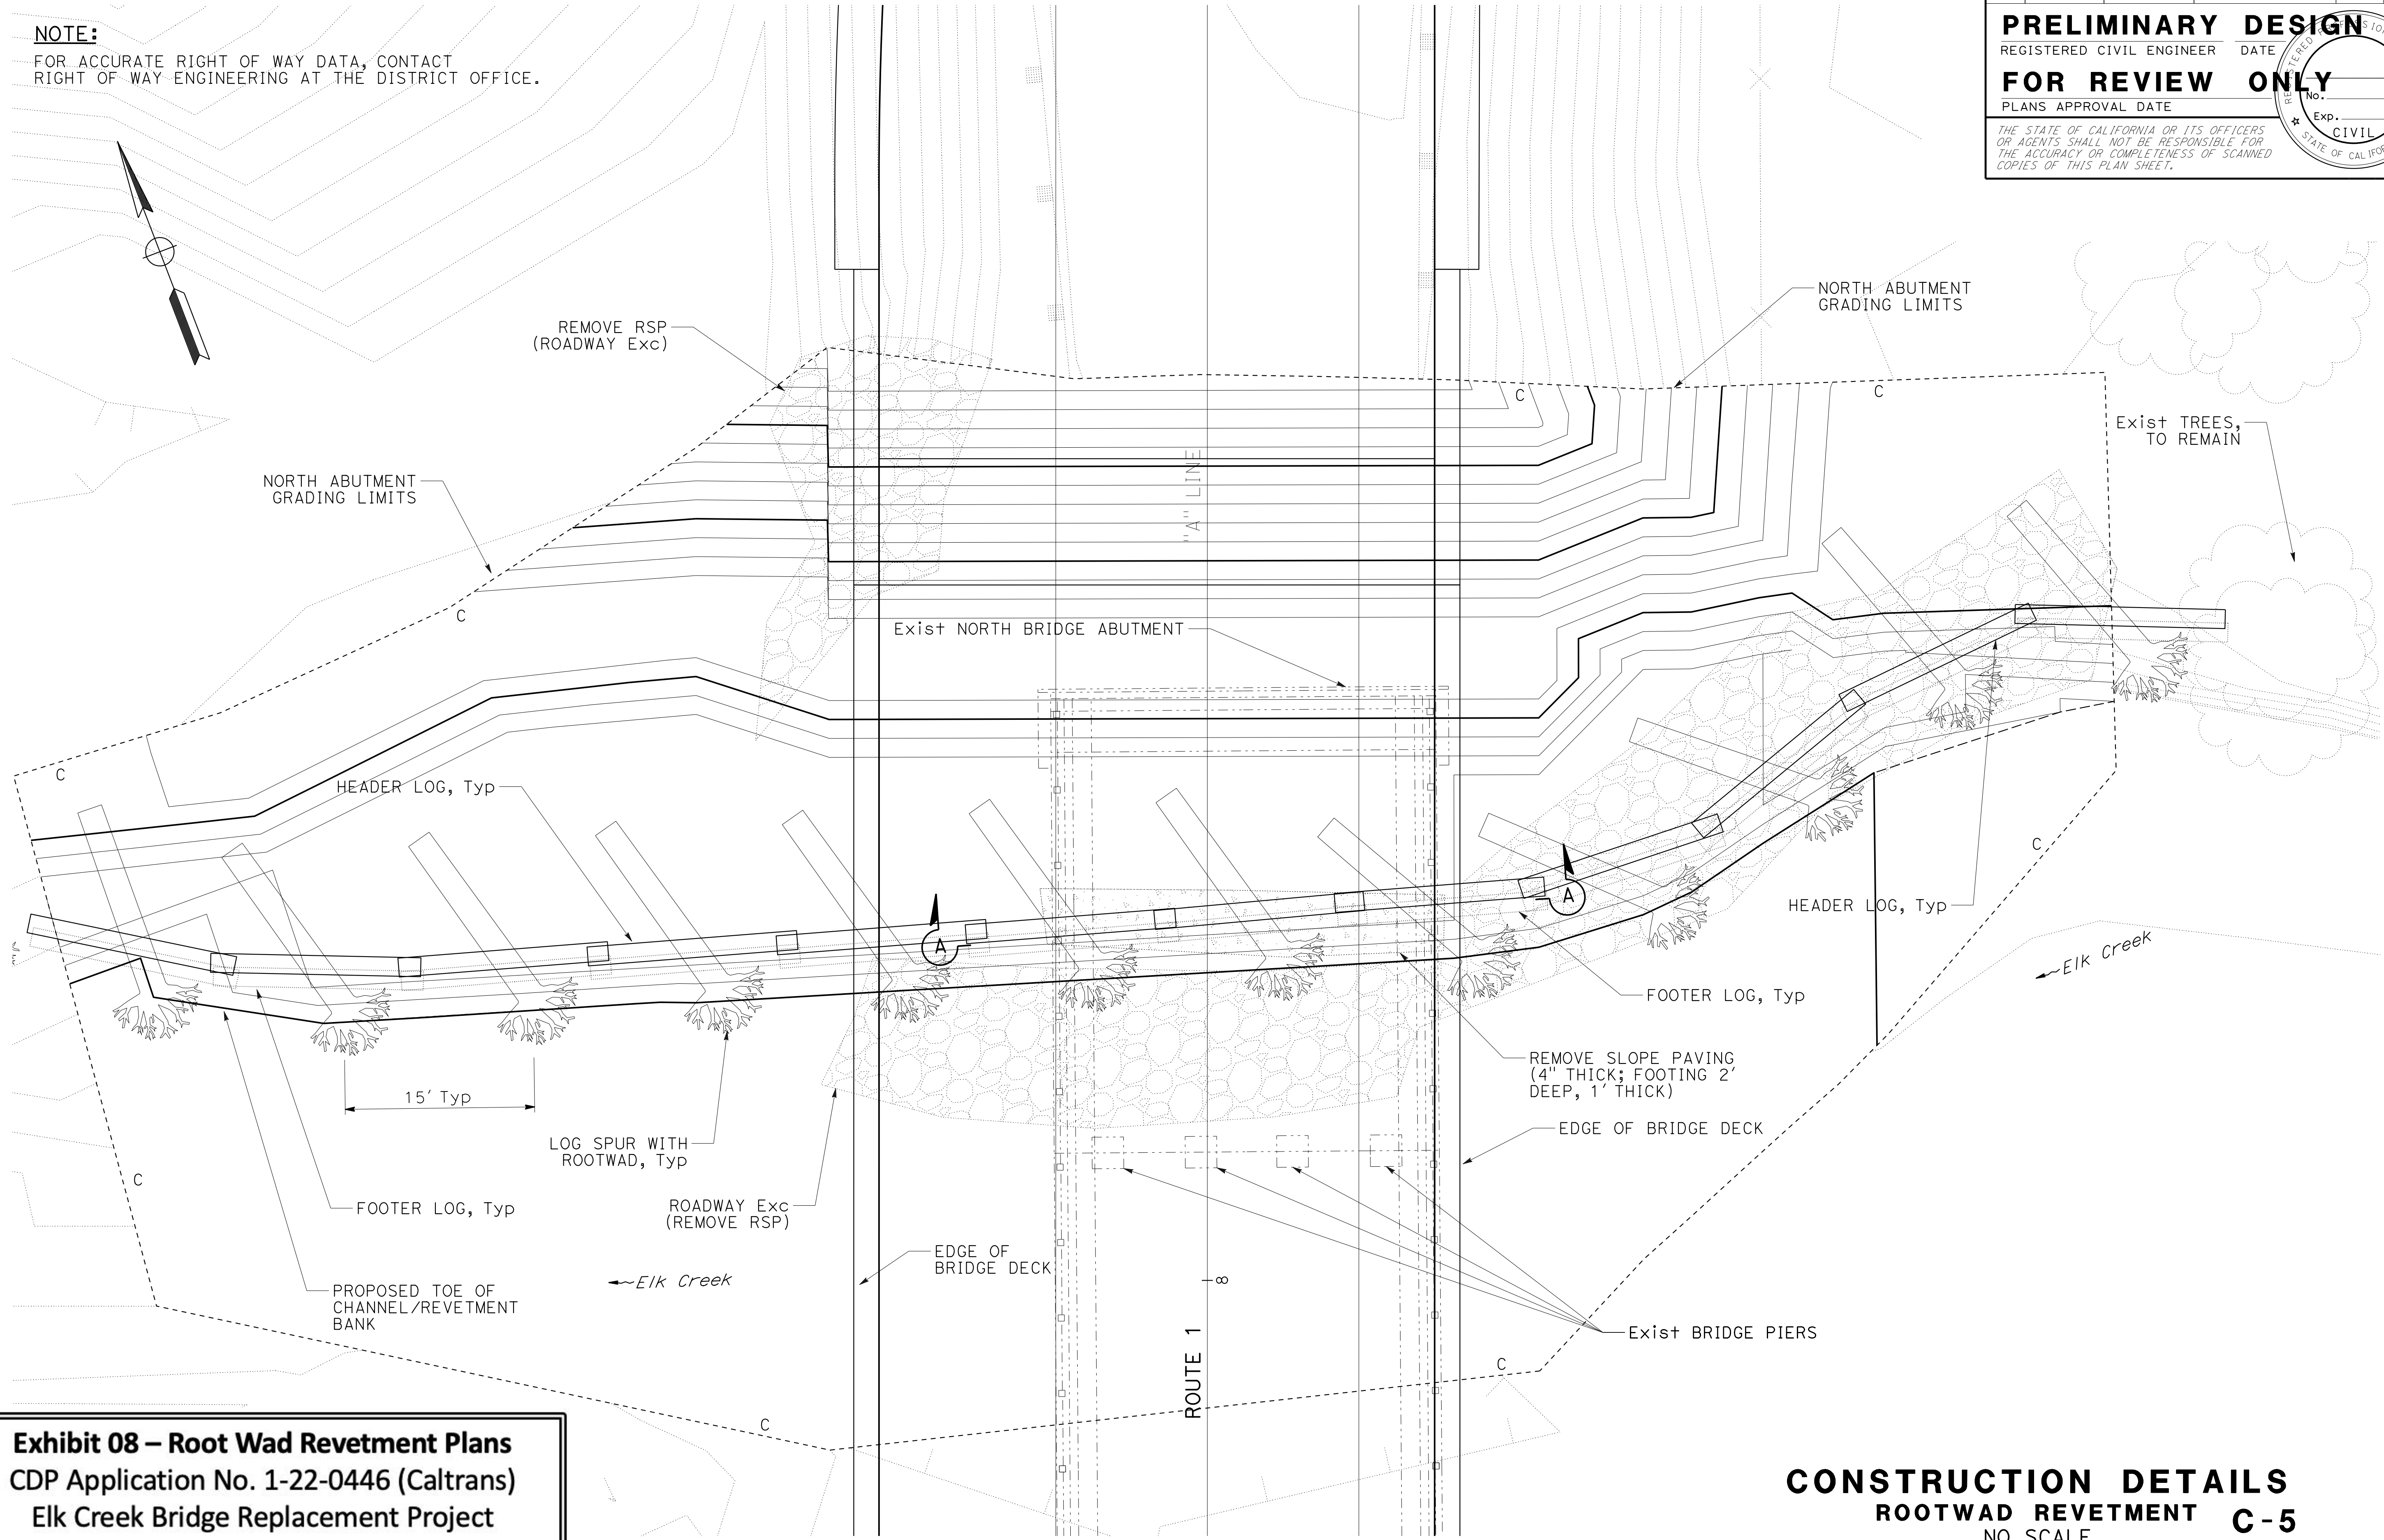 NOTE:
FOR ACCURATE RIGHT OF WAY DATA, CONTACT
RIGHT OF WAY ENGINEERING AT THE DISTRICT OFFICE.
PRELIMINARY DESIGN
REGISTERED CIVIL ENGINEER DATE
FOR REVIEW ONLY
PLANS APPROVAL DATE
THE STATE OF CALIFORNIA OR ITS OFFICERS
OR AGENTS SHALL NOT BE RESPONSIBLE FOR
THE ACCURACY OR COMPLETENESS OF SCANNED
COPIES OF THIS PLAN SHEET.
No.
Exp.
CIVIL
STATE OF CALIFOR
NORTH ABUTMENT
GRADING LIMITS
REMOVE RSP
(ROADWAY Exc)
C
C
Exist TREES,
TO REMAIN
NORTH ABUTMENT
GRADING LIMITS
"A" LINE
C
Exist NORTH BRIDGE ABUTMENT
C
HEADER LOG, Typ
C
A
A
HEADER LOG, Typ
Elk Creek
FOOTER LOG, Typ
REMOVE SLOPE PAVING
(4" THICK; FOOTING 2'
DEEP, 1' THICK)
15' Typ
EDGE OF BRIDGE DECK
LOG SPUR WITH
ROOTWAD, Typ
C
FOOTER LOG, Typ
ROADWAY Exc
(REMOVE RSP)
EDGE OF
BRIDGE DECK
Elk Creek
8
PROPOSED TOE OF
CHANNEL/REVETMENT
BANK
Exist BRIDGE PIERS
ROUTE 1
C
C
Exhibit 08 – Root Wad Revetment Plans
CDP Application No. 1-22-0446 (Caltrans)
Elk Creek Bridge Replacement Project
CONSTRUCTION DETAILS
ROOTWAD REVETMENT C-5
NO SCALE